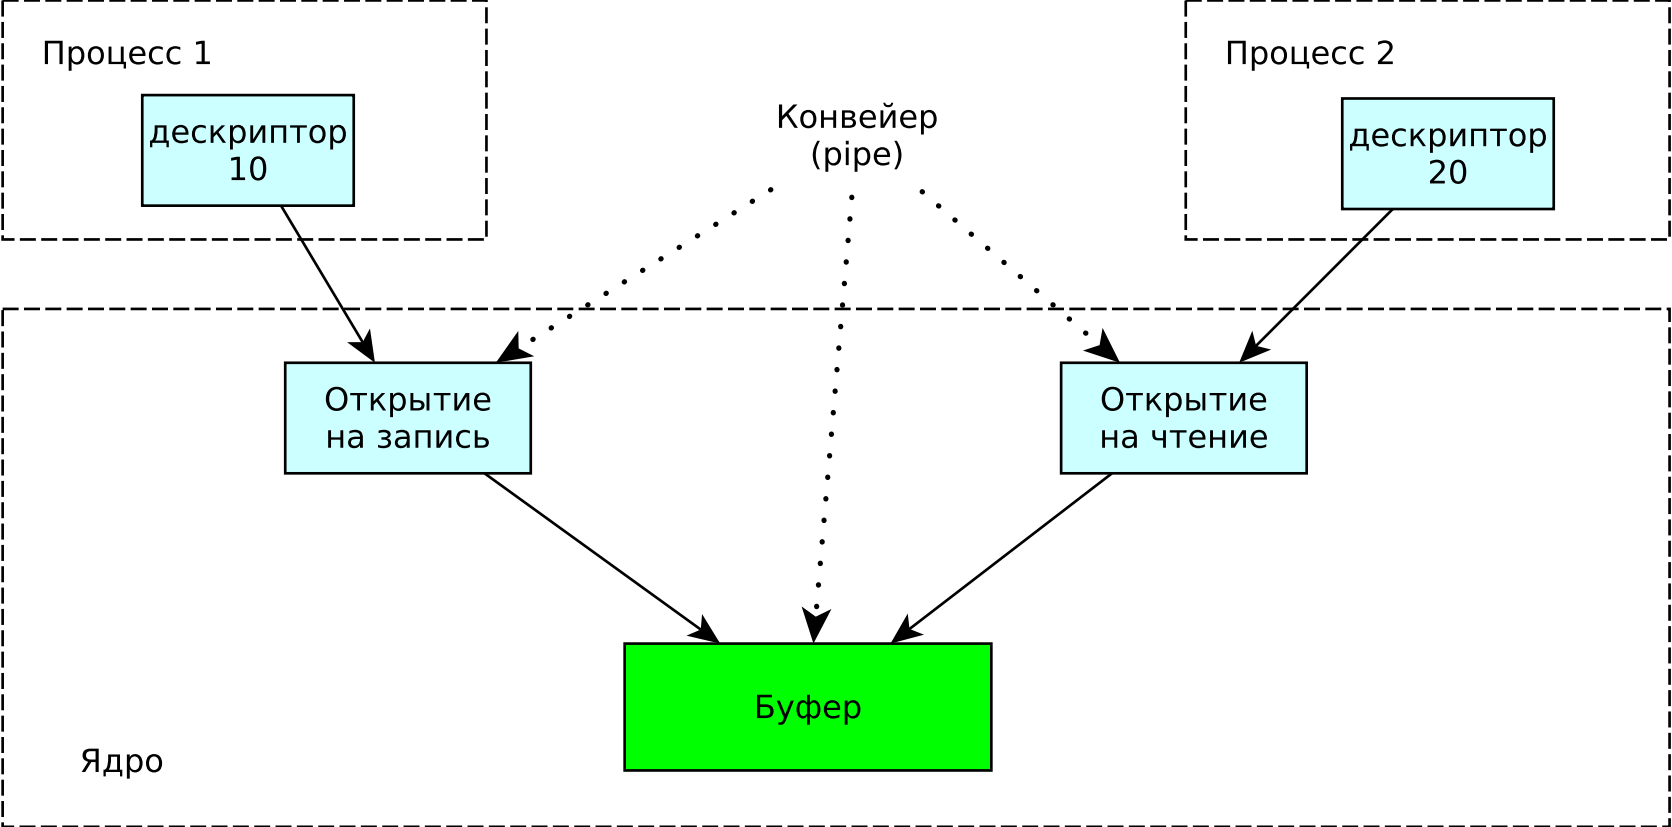 Процесс 1
дескриптор
10
Конвейер
(pipe)
Процесс 2
дескриптор
20
Открытие
на запись
Открытие
на чтение
Буфер
Ядро